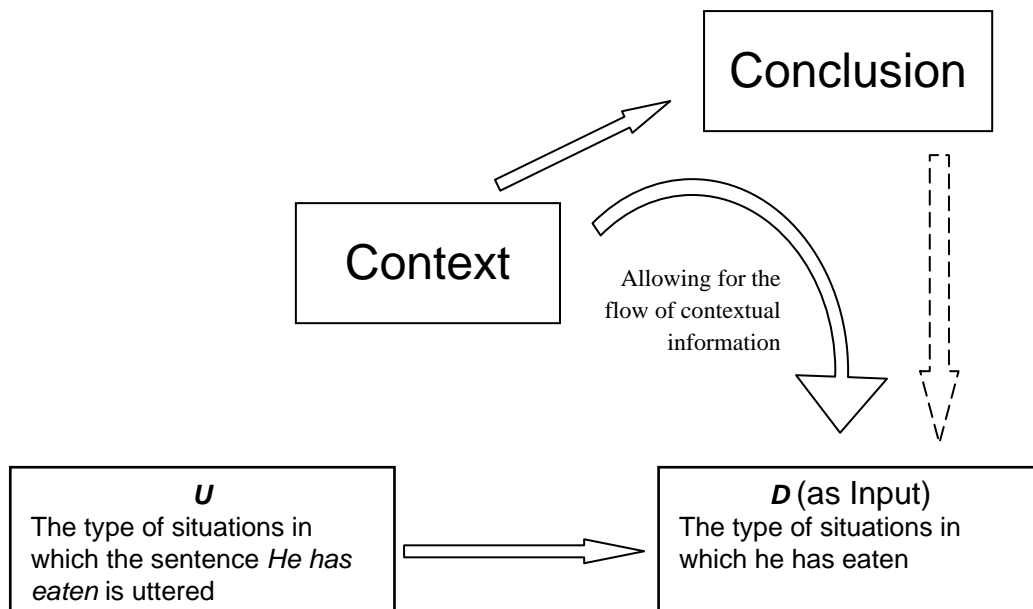 Conclusion
Context
Allowing for the
flow of contextual
information
U
The type of situations in
which the sentence He has
eaten is uttered
D (as Input)
The type of situations in
which he has eaten